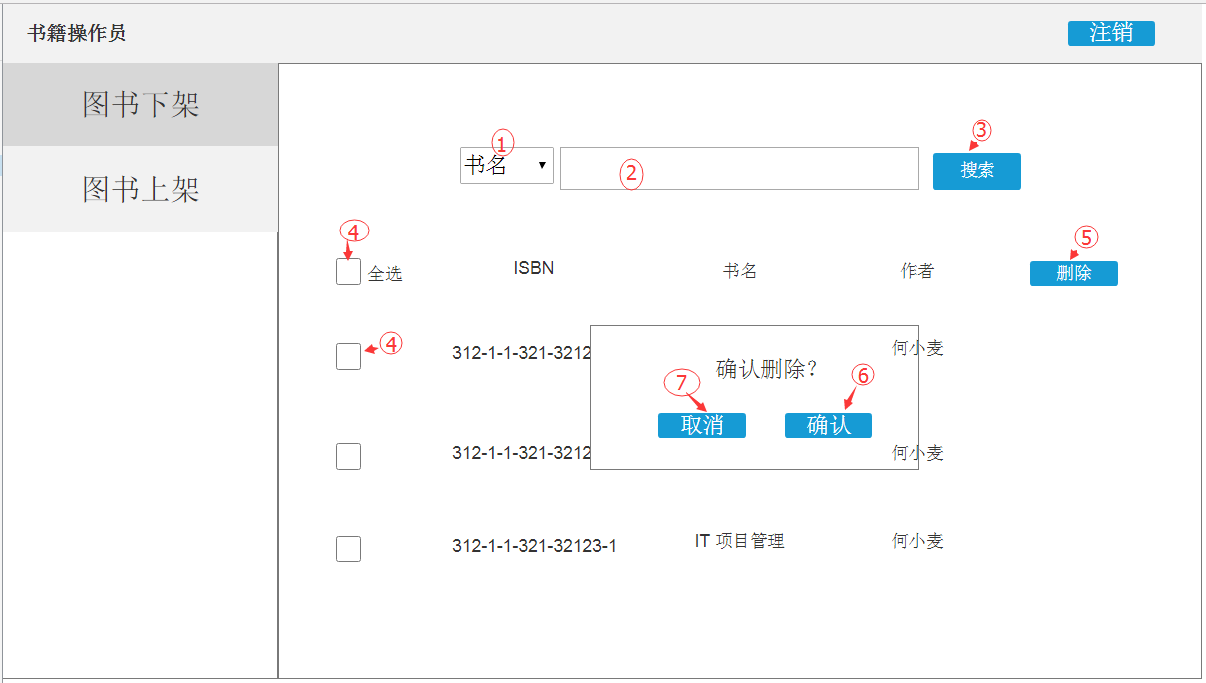 书籍操作员
注销
图书下架
图书上架
①
书名
②
③
搜索
④
全选
ISBN
书名
作者
⑤
删除
④
312-1-1-321-3212
何小麦
确认删除?
⑦
⑥
取消
确认
312-1-1-321-3212
何小麦
312-1-1-321-32123-1
IT 项目管理
何小麦